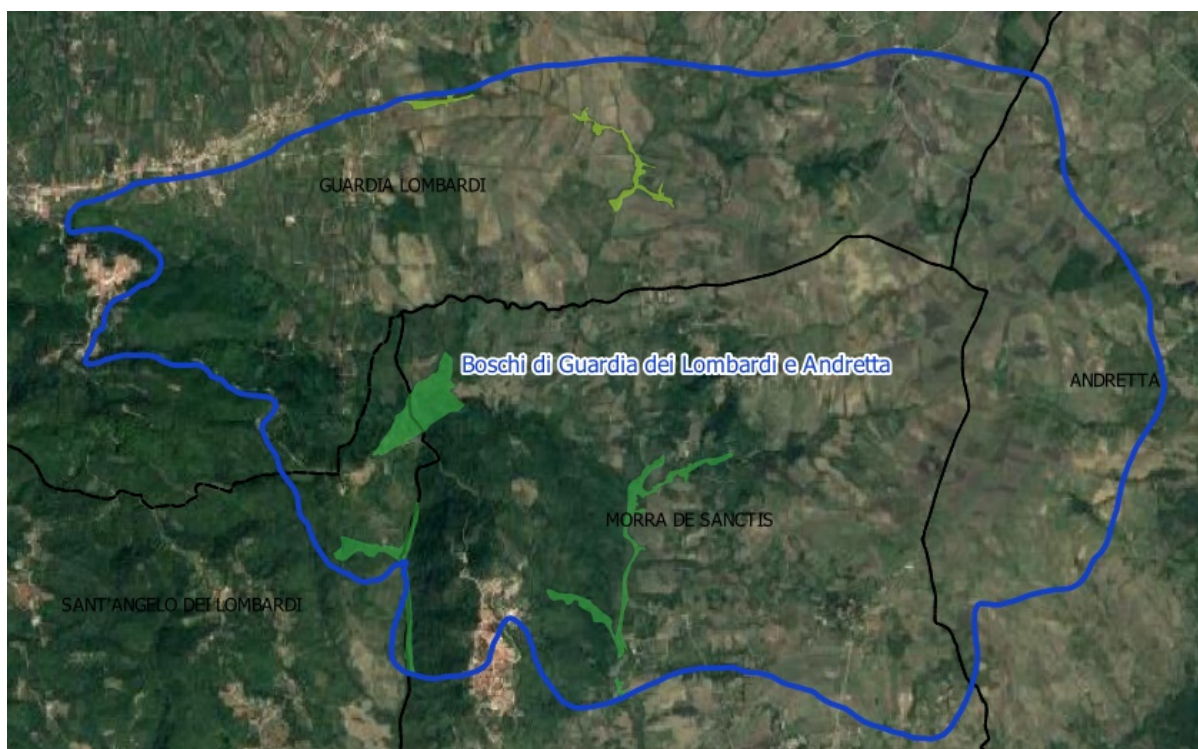 GUARDIA LOMBARDI
Boschi di Guardia dei Lombardi e Andretta
ANDRETTA
MORRA DE SANCTIS
SANT'ANGELO DEI LOMBARDI